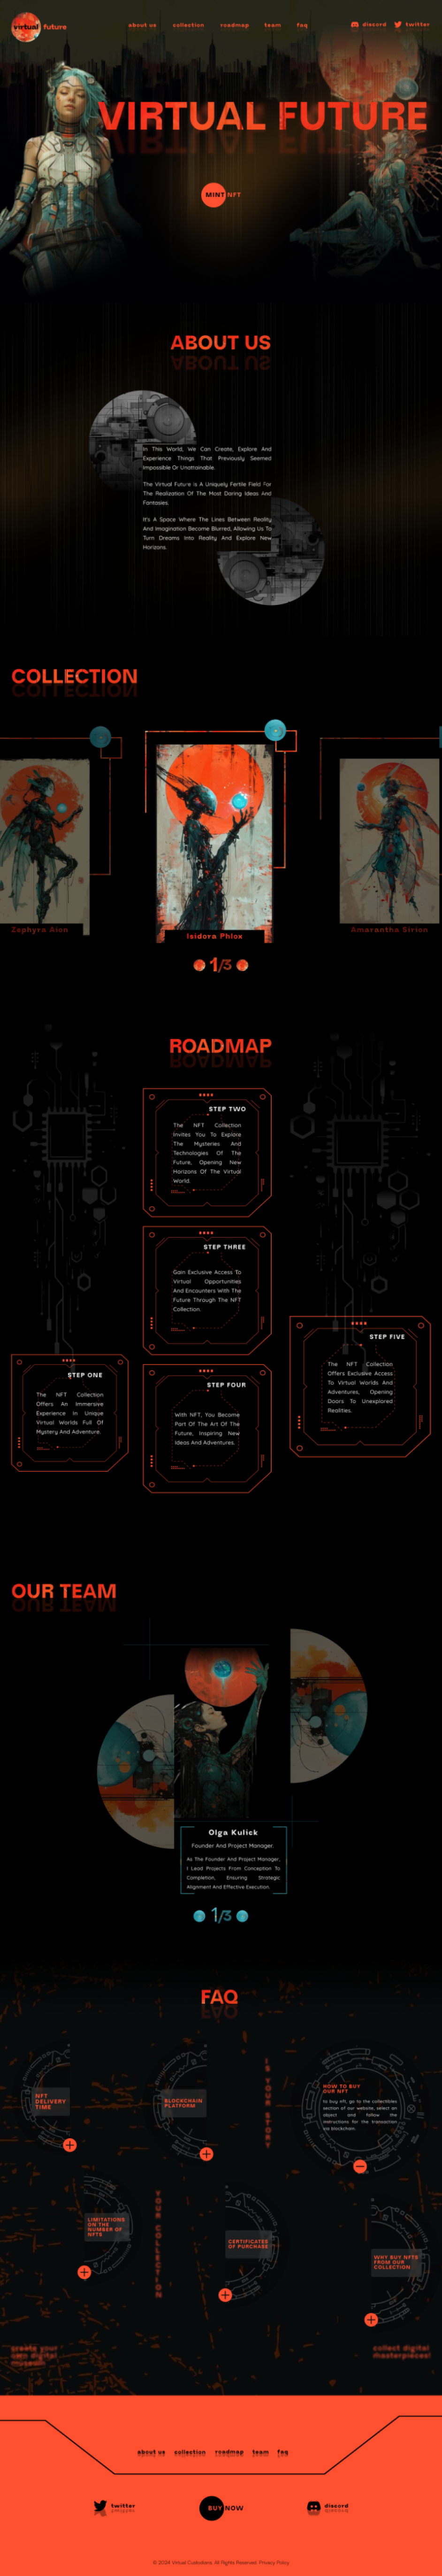 virtual future
about us
collection
roadmap
team
faq
discord
twitter
VIRTUAL FUTURE
MINT NFT
ABOUT US
In This World, We Can Create, Explore And
Experience Things That Previously Seemed
Impossible Or Unattainable.
The Virtual Future Is A Uniquely Fertile Field For
The Realization Of The Most Daring Ideas And
Fantasies.
It's A Space Where The Lines Between Reality
And Imagination Become Blurred, Allowing Us To
Turn Dreams Into Reality And Explore New
Horizons.
COLLECTION
Zephyra Aion
Isidora Phlox
Amarantha Sirion
1/3
ROADMAP
STEP TWO
The NFT Collection
Invites You To Explore
The Mysteries And
Technologies Of The
Future, Opening New
Horizons Of The Virtual
World.
STEP THREE
Gain Exclusive Access To
Virtual Opportunities
And Encounters With The
Future Through The NFT
Collection.
STEP FOUR
With NFT, You Become
Part Of The Art Of The
Future, Inspiring New
Ideas And Adventures.
STEP ONE
The NFT Collection
Offers An Immersive
Experience In Unique
Virtual Worlds Full Of
Mystery And Adventure.
STEP FIVE
The NFT Collection
Offers Exclusive Access
To Virtual Worlds And
Adventures, Opening
Doors To Unexplored
Realities.
OUR TEAM
Olga Kulick
Founder And Project Manager.
As The Founder And Project Manager,
I Lead Projects From Conception To
Completion, Ensuring Strategic
Alignment And Effective Execution.
1/3
FAQ
NFT
DELIVERY
TIME
BLOCKCHAIN
PLATFORM
IS YOUR STORY
HOW TO BUY
OUR NFT
to buy nft, go to the collectibles
section of our website, select an
object and follow the
instructions for the transaction
via blockchain.
LIMITATIONS
ON THE
NUMBER OF
NFTS
YOUR COLLECTION
CERTIFICATES
OF PURCHASE
WHY BUY NFTS
FROM OUR
COLLECTION
create your
own digital
museum
collect digital
masterpieces!
about us
collection
roadmap
team
faq
twitter
BUY NOW
discord
© 2024 Virtual Custodians. All Rights Reserved. Privacy Policy